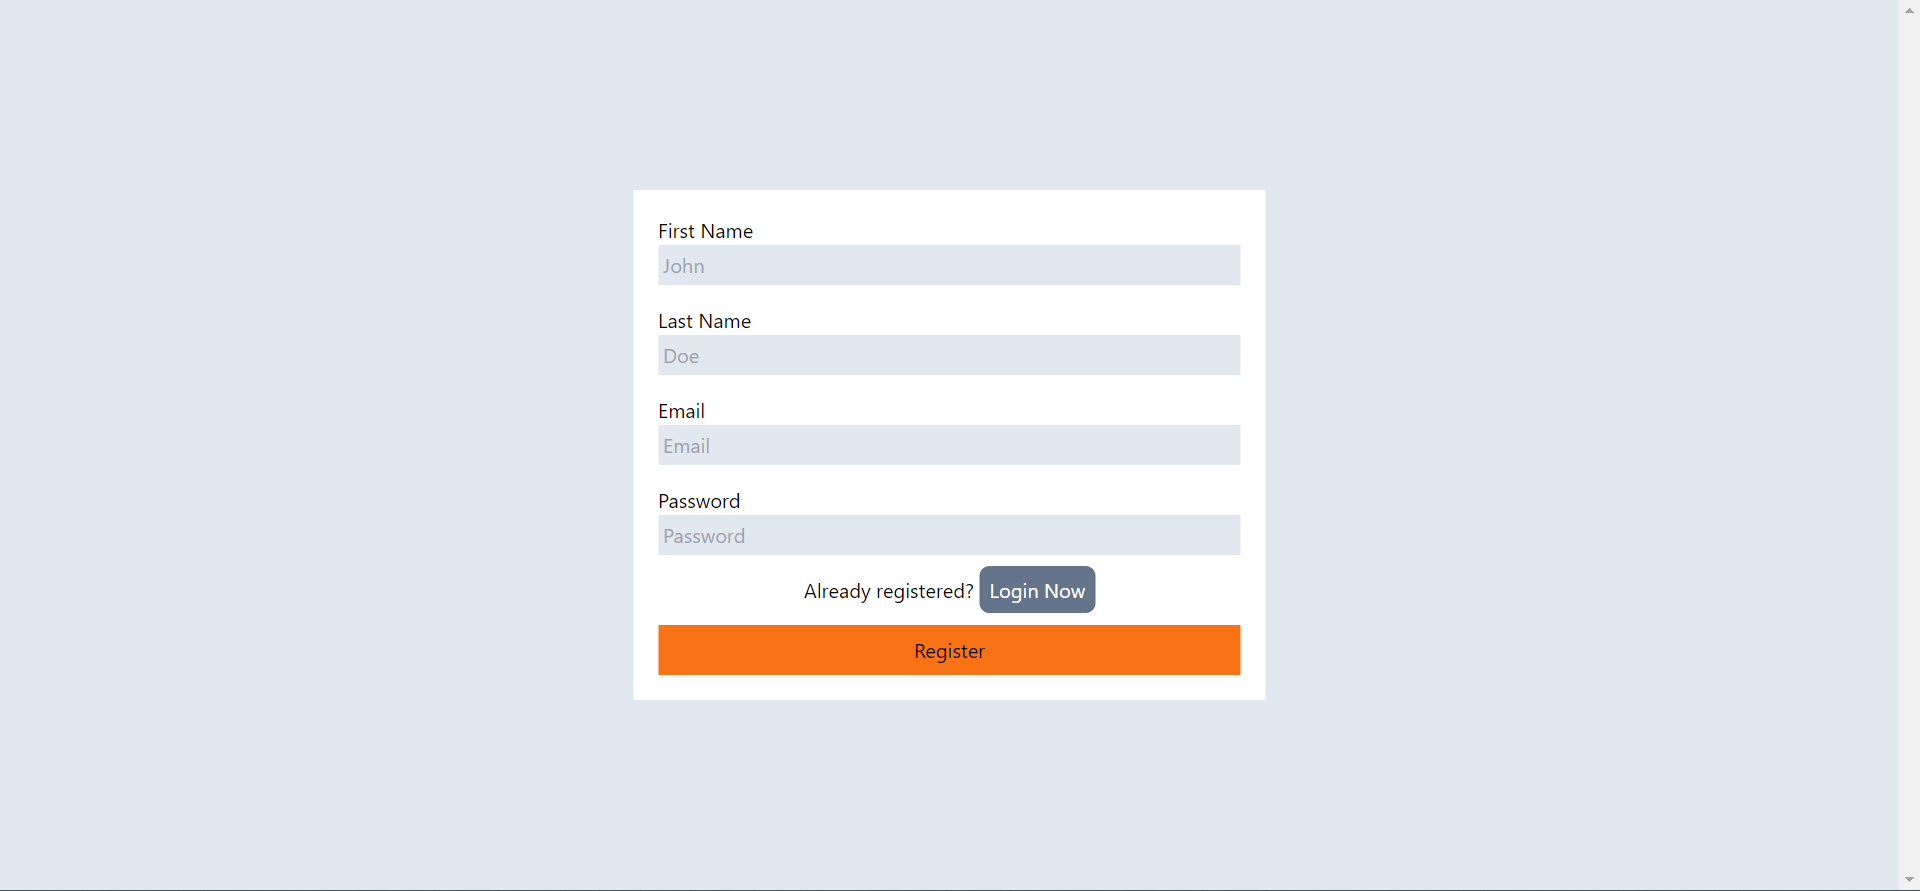 First Name
John
Last Name
Doe
Email
Email
Password
Password
Already registered? Login Now
Register